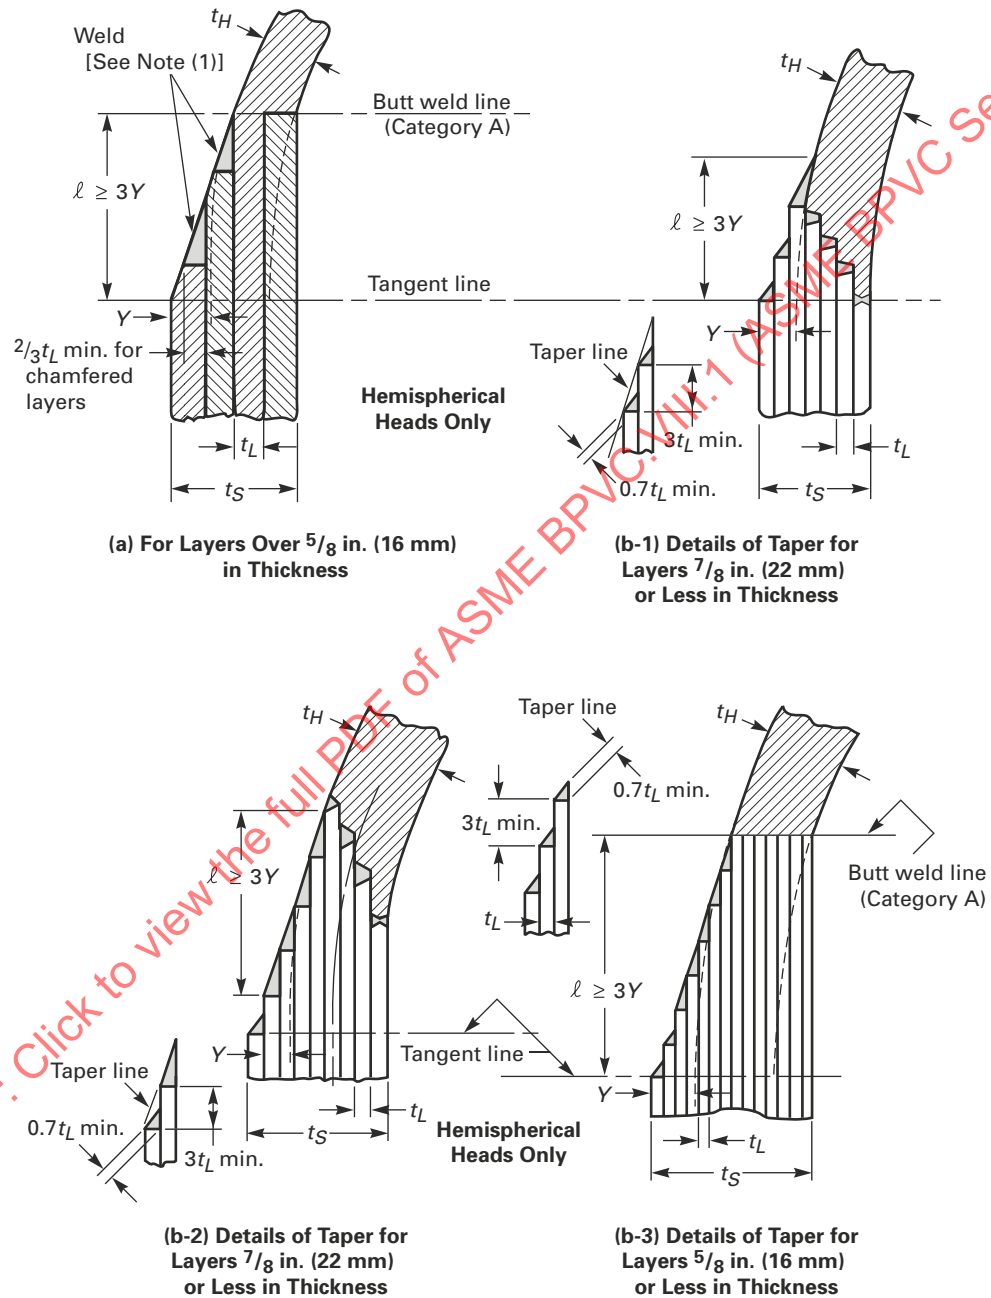 tH
Weld
[See Note (1)]
Butt weld line
(Category A)
ℓ ≥ 3Y
Tangent line
Y
2/3tL min. for
chamfered
layers
Hemispherical
Heads Only
tL
tS
(a) For Layers Over 5/8 in. (16 mm)
in Thickness
tH
ℓ ≥ 3Y
Y
Taper line
3tL min.
0.7tL min.
tL
tS
(b-1) Details of Taper for
Layers 7/8 in. (22 mm)
or Less in Thickness
tH
ℓ ≥ 3Y
Y
Tangent line
Taper line
0.7tL min.
3tL min.
tL
tS
Hemispherical
Heads Only
(b-2) Details of Taper for
Layers 7/8 in. (22 mm)
or Less in Thickness
Taper line
0.7tL min.
3tL min.
tL
tH
Butt weld line
(Category A)
ℓ ≥ 3Y
Y
tL
tS
(b-3) Details of Taper for
Layers 5/8 in. (16 mm)
or Less in Thickness
: Click to view the full PDF of ASME BPVC.VIII.1 (ASME BPVC Se